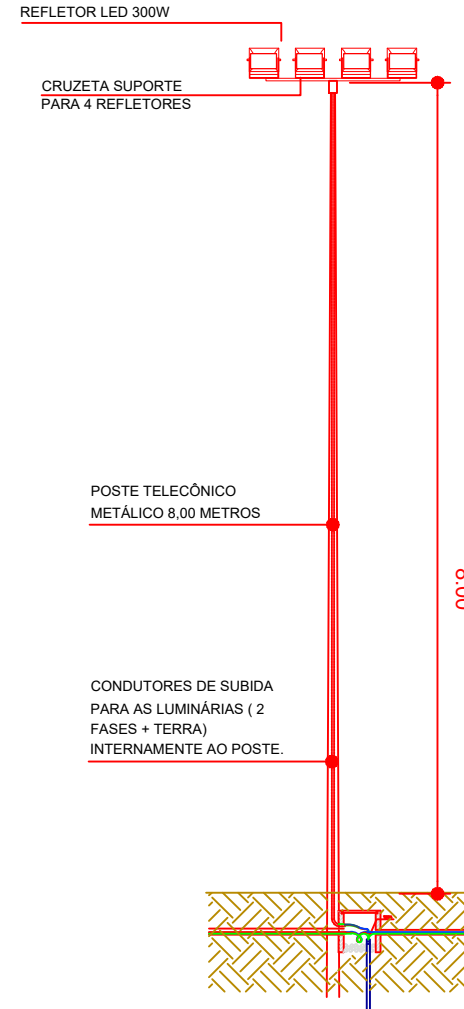 REFLETOR LED 300W
CRUZETA SUPORTE
PARA 4 REFLETORES
POSTE TELECÔNICO
METÁLICO 8,00 METROS
8.00
CONDUTORES DE SUBIDA
PARA AS LUMINÁRIAS ( 2
FASES + TERRA)
INTERNAMENTE AO POSTE.